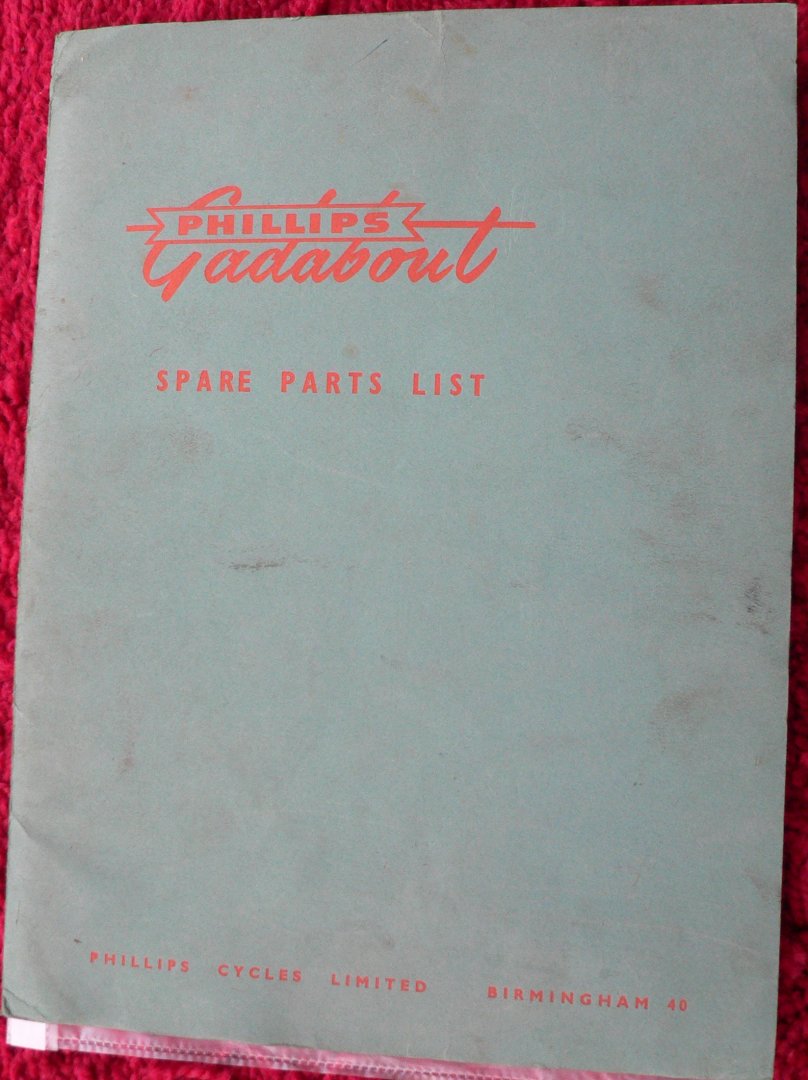 PHILLIPS
Gadabout
SPARE PARTS LIST
PHILLIPS CYCLES LIMITED BIRMINGHAM 40